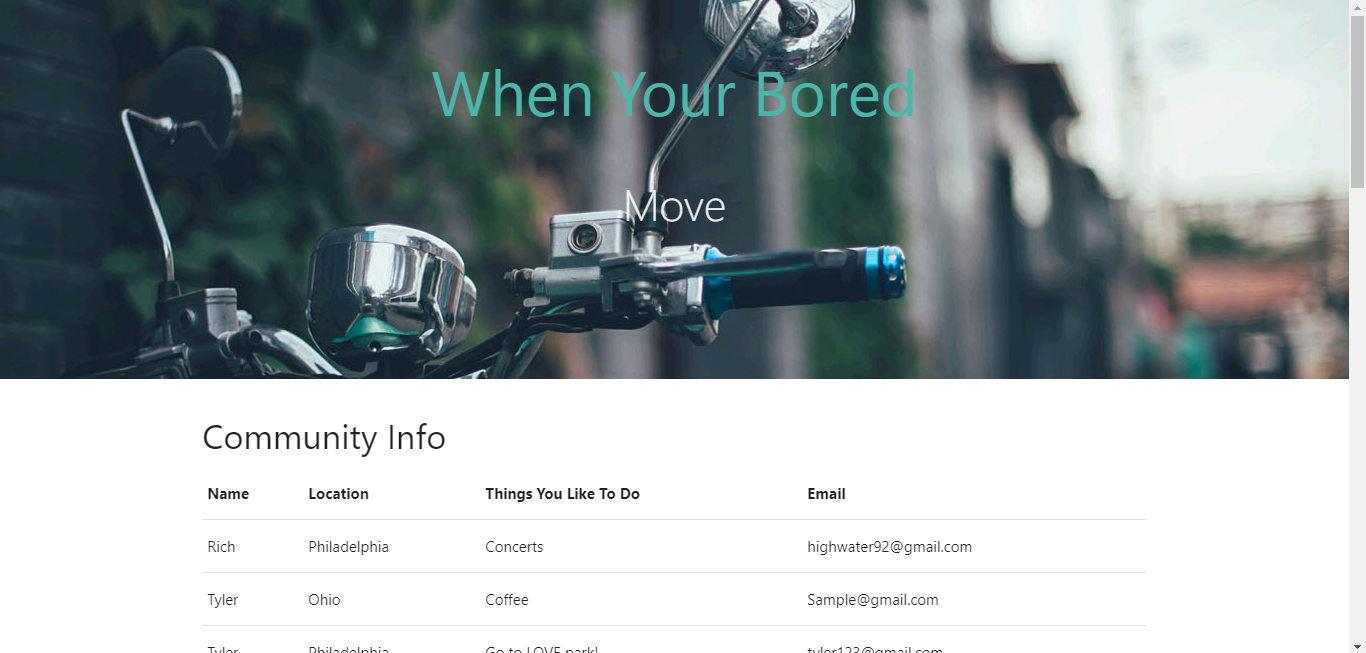 When Your Bored
Move
Community Info
Name Location Things You Like To Do Email
Rich Philadelphia Concerts highwater92@gmail.com
Tyler Ohio Coffee Sample@gmail.com
Tyler Philadelphia Go to LOVE park! tyler123@gmail.com